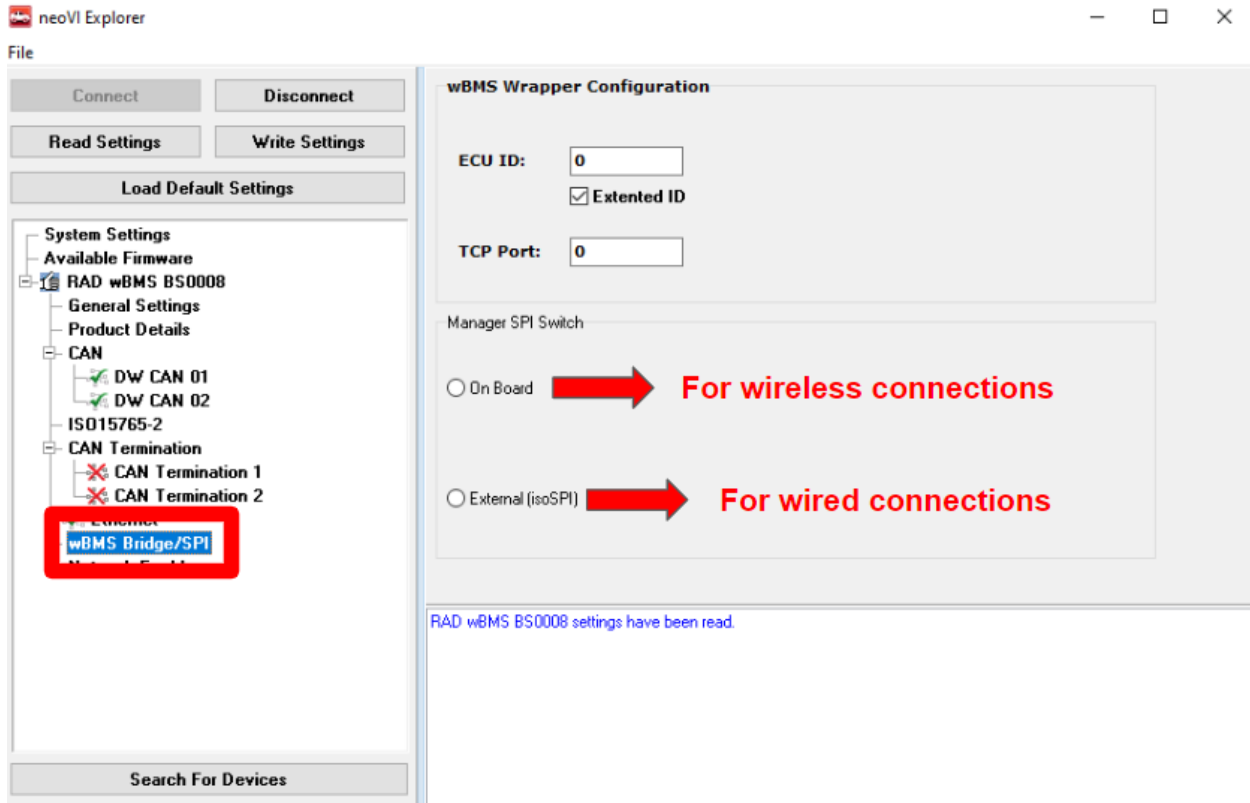 neoVI Explorer
File
Connect
Disconnect
Read Settings
Write Settings
Load Default Settings
System Settings
Available Firmware
RAD wBMS BS0008
General Settings
Product Details
CAN
DW CAN 01
DW CAN 02
ISO15765-2
CAN Termination
CAN Termination 1
CAN Termination 2
Ethernet
wBMS Bridge/SPI
Search For Devices
wBMS Wrapper Configuration
ECU ID:
0
Extented ID
TCP Port:
0
Manager SPI Switch
On Board
For wireless connections
External (isoSPI)
For wired connections
RAD wBMS BS0008 settings have been read.